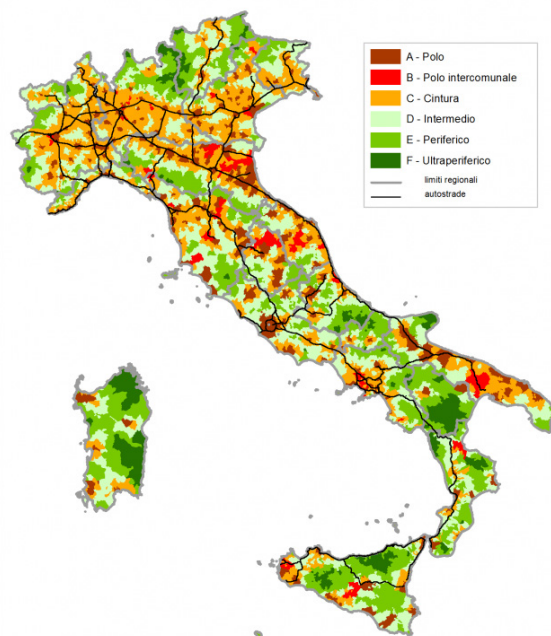 A - Polo
B - Polo intercomunale
C - Cintura
D - Intermedio
E - Periferico
F - Ultraperiferico
limiti regionali
autostrade